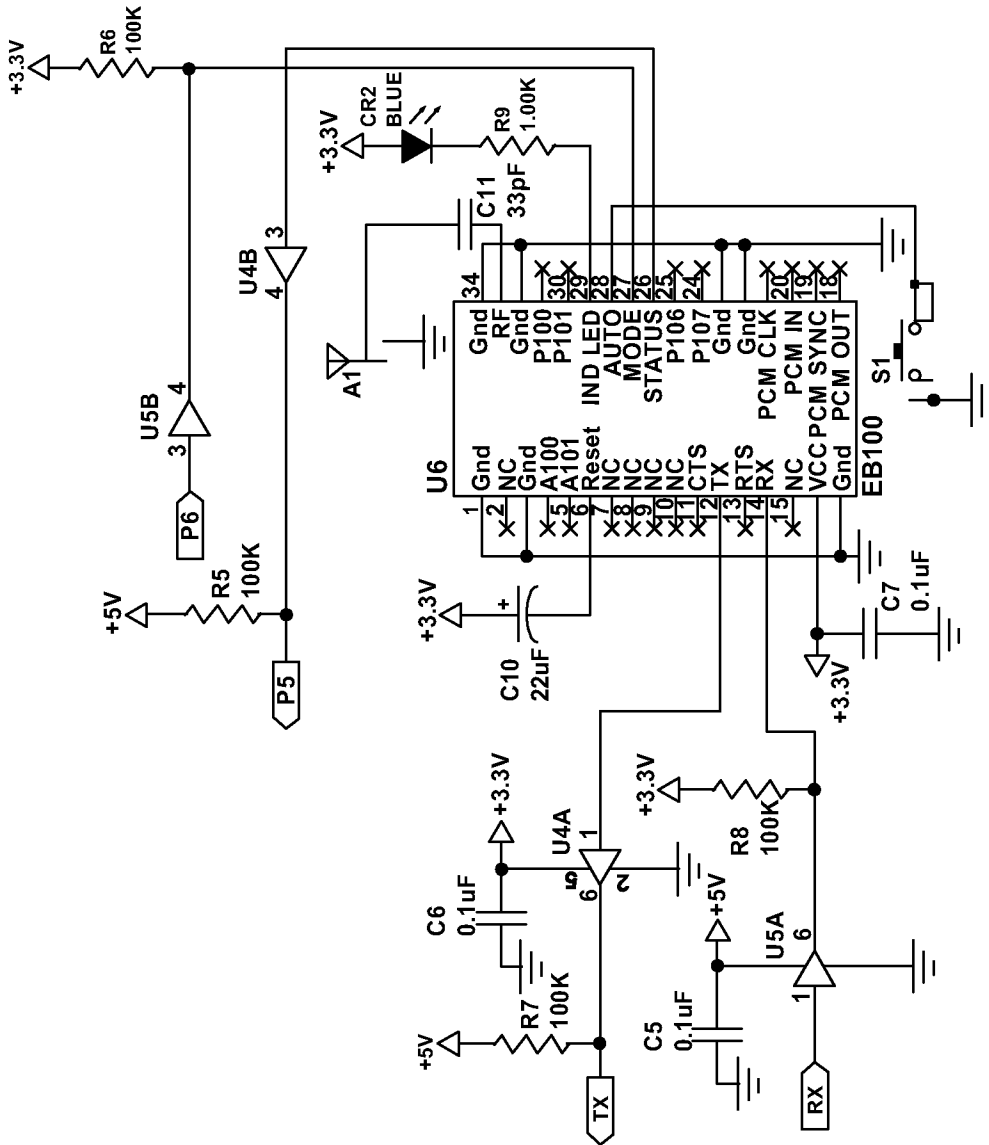 +3.3V
R6
100K
CR2
BLUE
+3.3V
R9
1.00K
C11
33pF
U4B
3
4
A1
U5B
3
4
P6
+5V
R5
100K
P5
+3.3V
+
C10
22uF
U6
EB100
1 Gnd
2 NC
Gnd
A100
5 A101
6 Reset
7 NC
8 NC
9 NC
10 NC
11 CTS
12 TX
13 RTS
14 RX
15 NC
VCC
Gnd
34 Gnd
RF
Gnd
P100
30 P101
29 IND LED
28 AUTO
27 MODE
26 STATUS
25 P106
24 P107
Gnd
Gnd
PCM CLK
20 PCM IN
19 PCM SYNC
18 PCM OUT
S1
C7
0.1uF
+3.3V
+3.3V
R8
100K
+3.3V
C6
0.1uF
U4A
1
5
6
2
+5V
R7
100K
TX
+5V
C5
0.1uF
U5A
1
6
RX